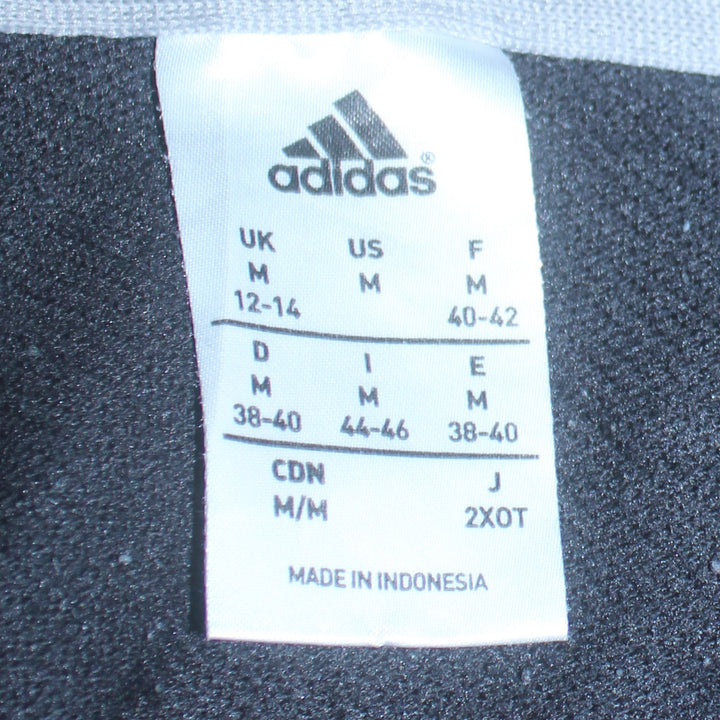 adidas®
UK US F
M M M
12-14 40-42
D I E
M M M
38-40 44-46 38-40
CDN J
M/M 2XOT
MADE IN INDONESIA